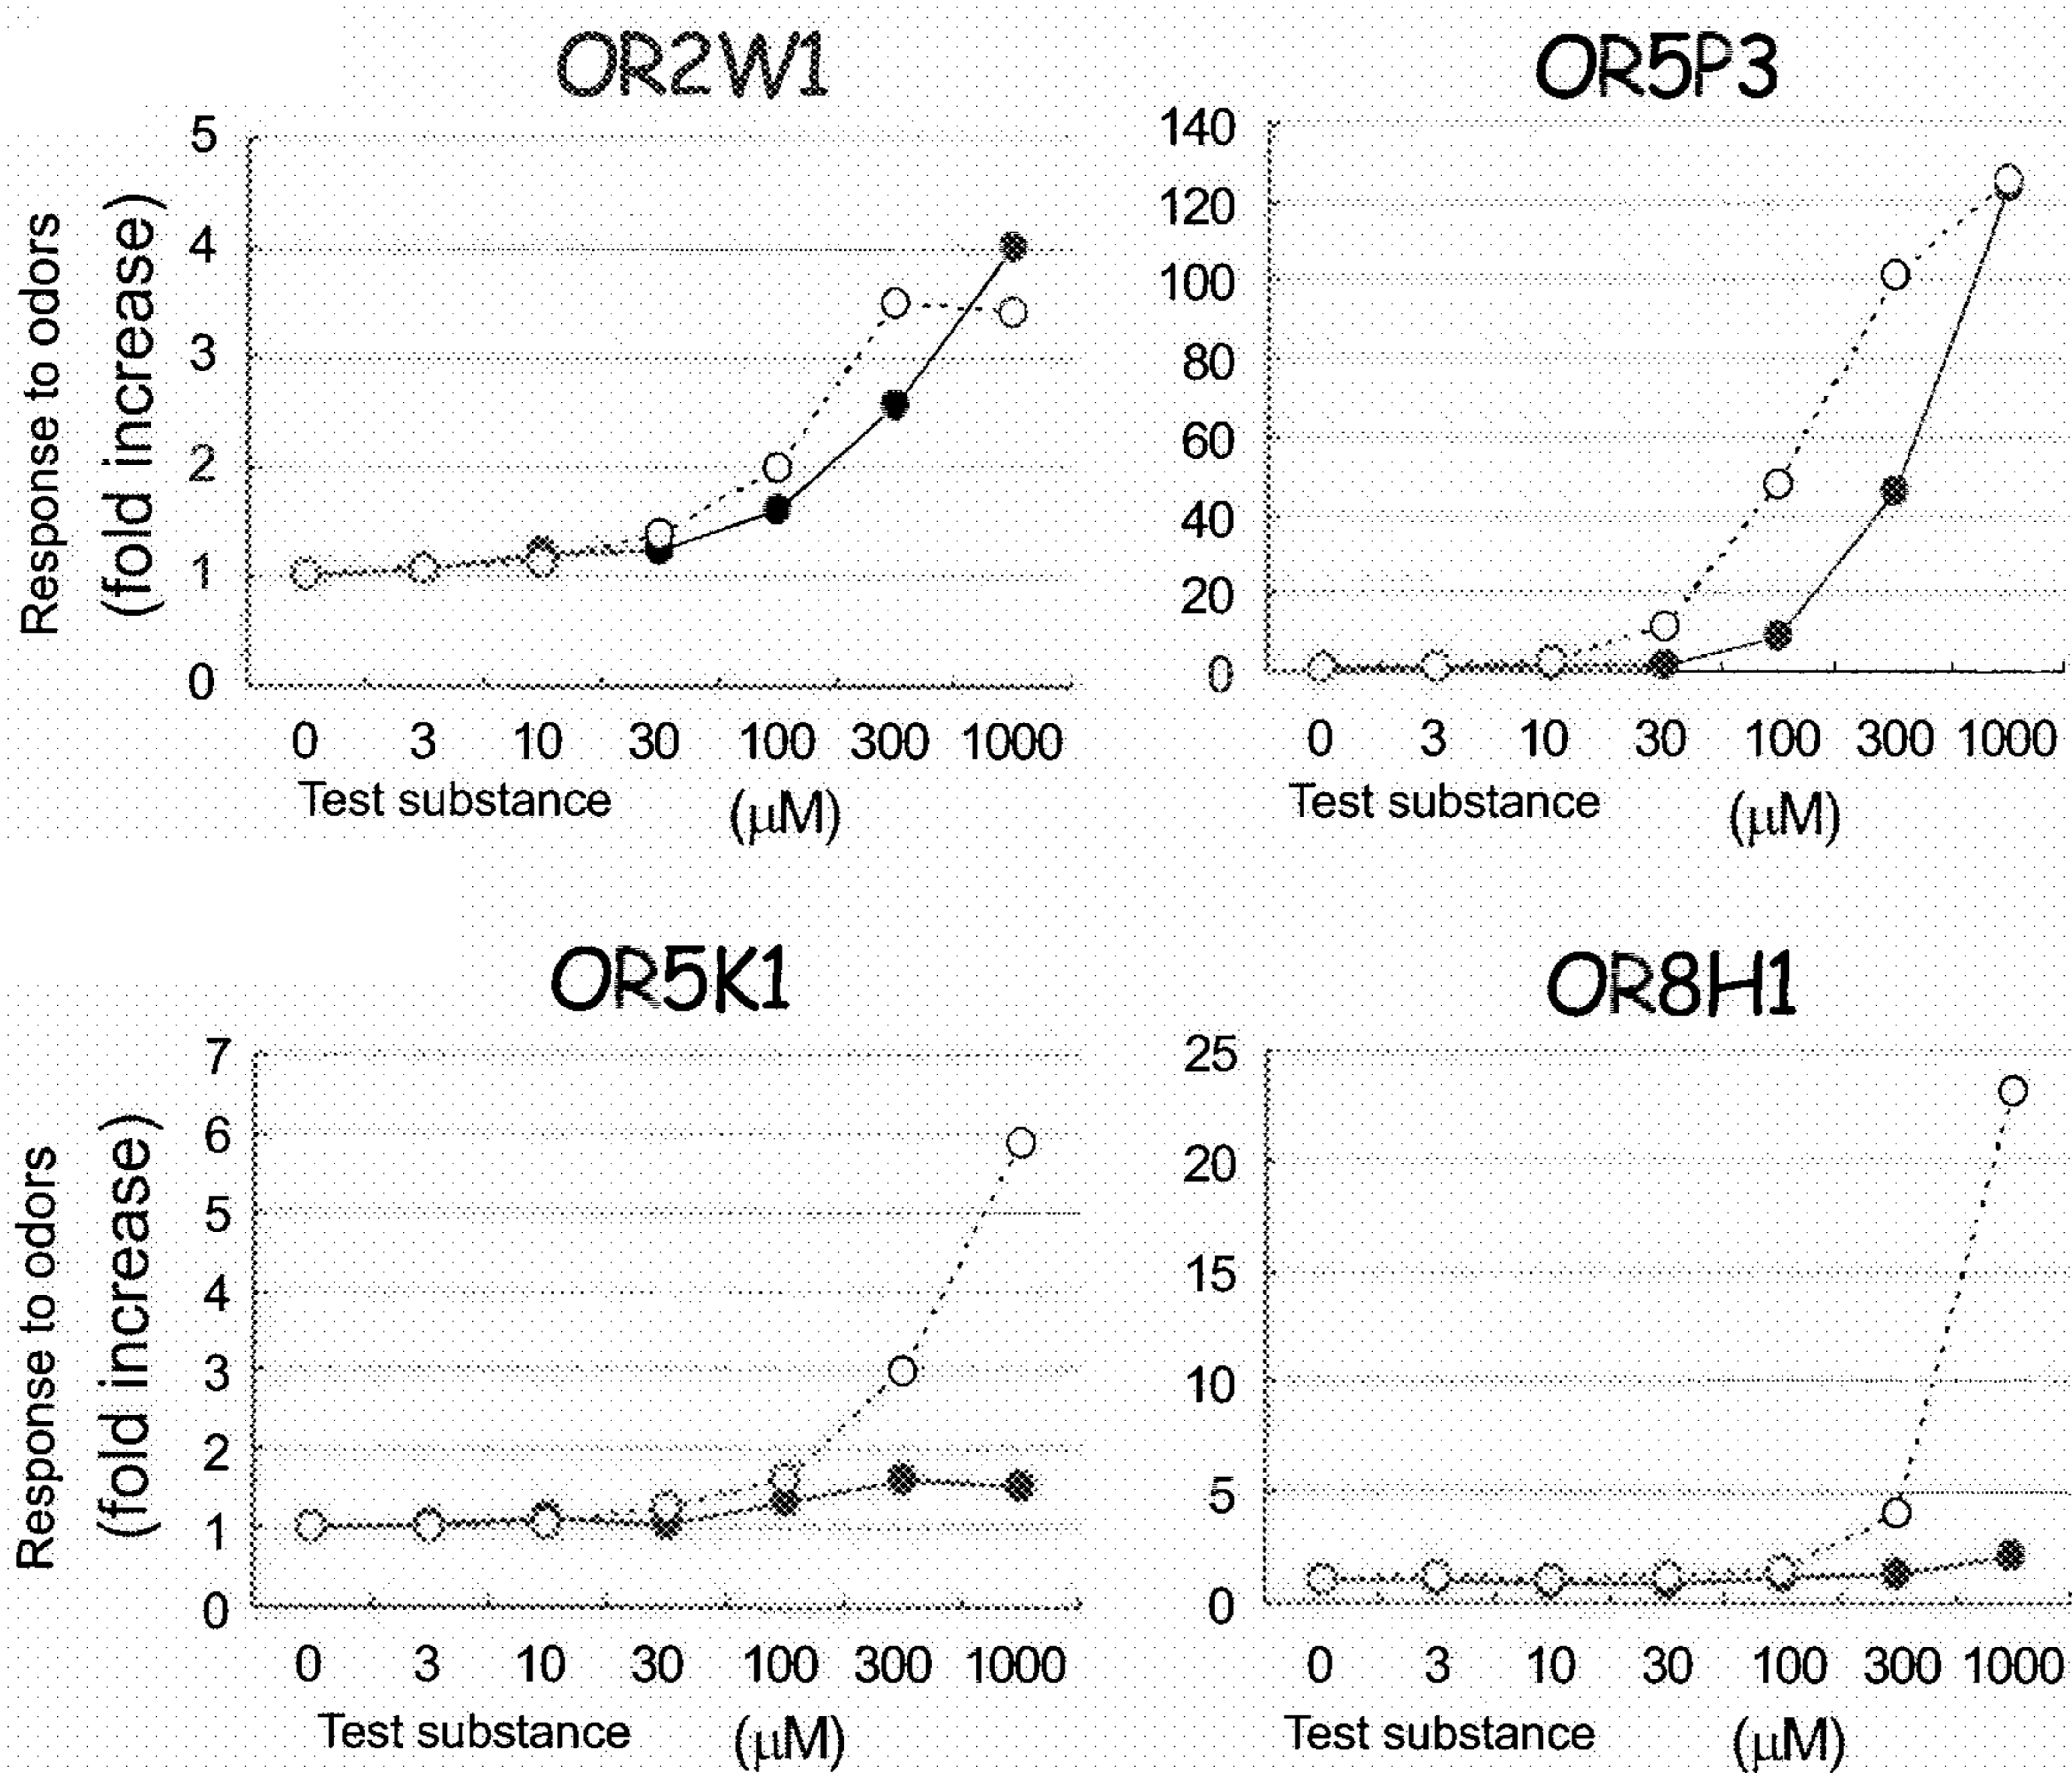 OR2W1
Response to odors
(fold increase)
5
4
3
2
1
0
0 3 10 30 100 300 1000
Test substance (μM)
OR5P3
140
120
100
80
60
40
20
0
0 3 10 30 100 300 1000
Test substance (μM)
OR5K1
Response to odors
(fold increase)
7
6
5
4
3
2
1
0
0 3 10 30 100 300 1000
Test substance (μM)
OR8H1
25
20
15
10
5
0
0 3 10 30 100 300 1000
Test substance (μM)